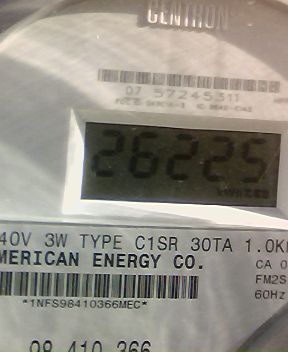 CENTRON
07 57245311
26225
40V 3W TYPE C1SR 30TA 1.0K
MERICAN ENERGY CO.
CA 0
FM2S
60Hz
*1NFS98410366MEC*
98 410 366